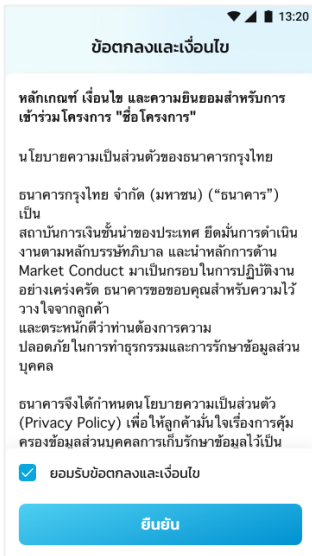 13:20
ข้อตกลงและเงื่อนไข
หลักเกณฑ์ เงื่อนไข และความยินยอมสำหรับการ
เข้าร่วมโครงการ "ชื่อโครงการ"
นโยบายความเป็นส่วนตัวของธนาคารกรุงไทย
ธนาคารกรุงไทย จำกัด (มหาชน) (“ธนาคาร”)
เป็น
สถาบันการเงินชั้นนำของประเทศ ยึดมั่นการดำเนิน
งานตามหลักบรรษัทภิบาล และนำหลักการด้าน
Market Conduct มาเป็นกรอบในการปฏิบัติงาน
อย่างเคร่งครัด ธนาคารขอขอบคุณสำหรับความไว้
วางใจจากลูกค้า
และตระหนักดีว่าท่านต้องการความ
ปลอดภัยในการทำธุรกรรมและการรักษาข้อมูลส่วน
บุคคล
ธนาคารจึงได้กำหนดนโยบายความเป็นส่วนตัว
(Privacy Policy) เพื่อให้ลูกค้ามั่นใจเรื่องการคุ้ม
ครองข้อมูลส่วนบุคคลการเก็บรักษาข้อมูลไว้เป็น
ยอมรับข้อตกลงและเงื่อนไข
ยืนยัน